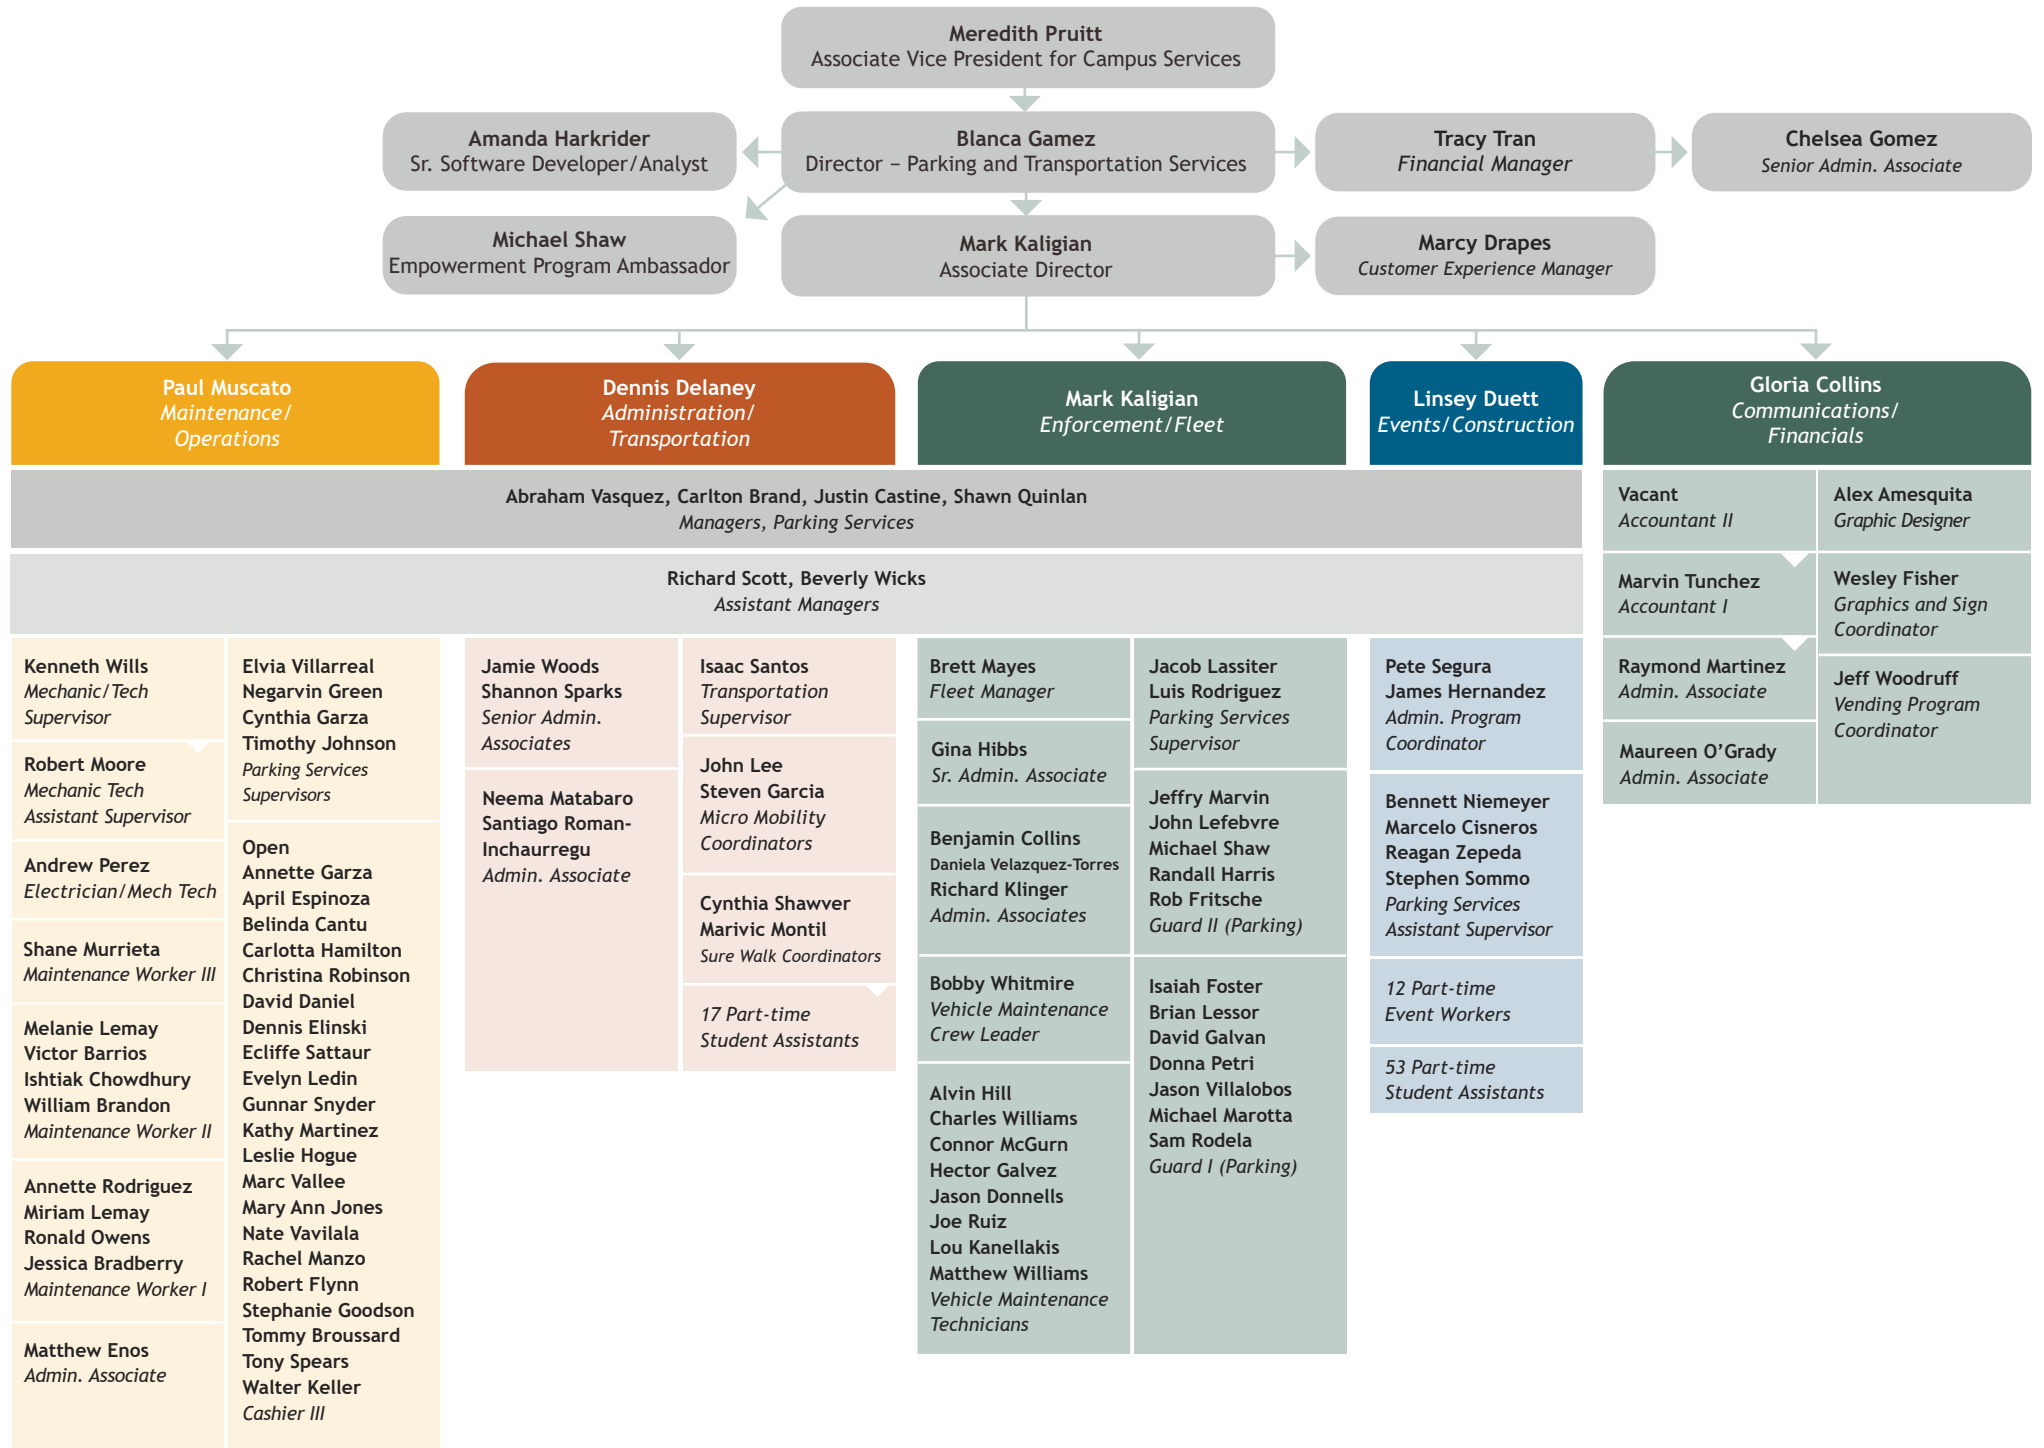 Meredith Pruitt
Associate Vice President for Campus Services
Amanda Harkrider
Sr. Software Developer/Analyst
Blanca Gamez
Director – Parking and Transportation Services
Tracy Tran
Financial Manager
Chelsea Gomez
Senior Admin. Associate
Michael Shaw
Empowerment Program Ambassador
Mark Kaligian
Associate Director
Marcy Drapes
Customer Experience Manager
Paul Muscato
Maintenance/
Operations
Dennis Delaney
Administration/
Transportation
Mark Kaligian
Enforcement/Fleet
Linsey Duett
Events/Construction
Gloria Collins
Communications/
Financials
Abraham Vasquez, Carlton Brand, Justin Castine, Shawn Quinlan
Managers, Parking Services
Richard Scott, Beverly Wicks
Assistant Managers
Kenneth Wills
Mechanic/Tech
Supervisor
Robert Moore
Mechanic Tech
Assistant Supervisor
Andrew Perez
Electrician/Mech Tech
Shane Murrieta
Maintenance Worker III
Melanie Lemay
Victor Barrios
Ishtiak Chowdhury
William Brandon
Maintenance Worker II
Annette Rodriguez
Miriam Lemay
Ronald Owens
Jessica Bradberry
Maintenance Worker I
Matthew Enos
Admin. Associate
Elvia Villarreal
Negarvin Green
Cynthia Garza
Timothy Johnson
Parking Services
Supervisors
Open
Annette Garza
April Espinoza
Belinda Cantu
Carlotta Hamilton
Christina Robinson
David Daniel
Dennis Elinski
Ecliffe Sattaur
Evelyn Ledin
Gunnar Snyder
Kathy Martinez
Leslie Hogue
Marc Vallee
Mary Ann Jones
Nate Vavilala
Rachel Manzo
Robert Flynn
Stephanie Goodson
Tommy Broussard
Tony Spears
Walter Keller
Cashier III
Jamie Woods
Shannon Sparks
Senior Admin.
Associates
Neema Matabaro
Santiago Roman-
Inchaurregu
Admin. Associate
Isaac Santos
Transportation
Supervisor
John Lee
Steven Garcia
Micro Mobility
Coordinators
Cynthia Shawver
Marivic Montil
Sure Walk Coordinators
17 Part-time
Student Assistants
Brett Mayes
Fleet Manager
Gina Hibbs
Sr. Admin. Associate
Benjamin Collins
Daniela Velazquez-Torres
Richard Klinger
Admin. Associates
Bobby Whitmire
Vehicle Maintenance
Crew Leader
Alvin Hill
Charles Williams
Connor McGurn
Hector Galvez
Jason Donnells
Joe Ruiz
Lou Kanellakis
Matthew Williams
Vehicle Maintenance
Technicians
Jacob Lassiter
Luis Rodriguez
Parking Services
Supervisor
Jeffry Marvin
John Lefebvre
Michael Shaw
Randall Harris
Rob Fritsche
Guard II (Parking)
Isaiah Foster
Brian Lessor
David Galvan
Donna Petri
Jason Villalobos
Michael Marotta
Sam Rodela
Guard I (Parking)
Pete Segura
James Hernandez
Admin. Program
Coordinator
Bennett Niemeyer
Marcelo Cisneros
Reagan Zepeda
Stephen Sommo
Parking Services
Assistant Supervisor
12 Part-time
Event Workers
53 Part-time
Student Assistants
Vacant
Accountant II
Marvin Tunchez
Accountant I
Raymond Martinez
Admin. Associate
Maureen O’Grady
Admin. Associate
Alex Amesquita
Graphic Designer
Wesley Fisher
Graphics and Sign
Coordinator
Jeff Woodruff
Vending Program
Coordinator